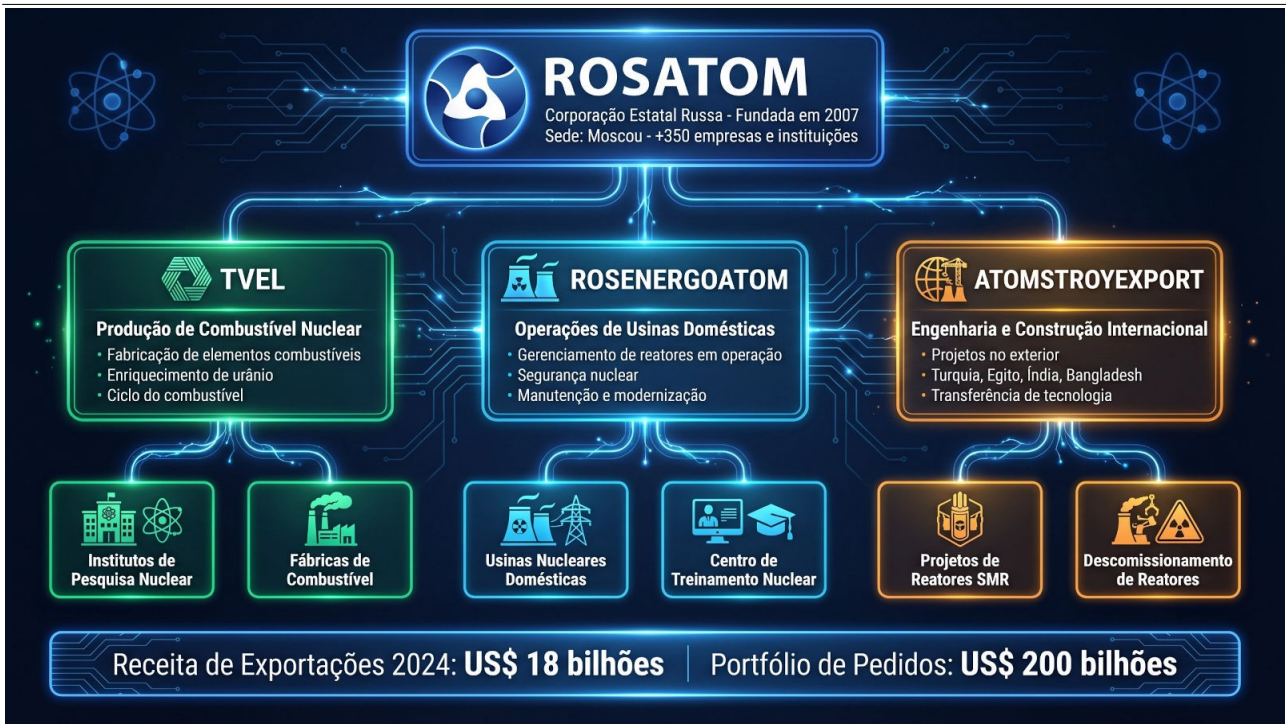 ROSATOM
Corporação Estatal Russa - Fundada em 2007
Sede: Moscou - +350 empresas e instituições
TVEL
Produção de Combustível Nuclear
• Fabricação de elementos combustíveis
• Enriquecimento de urânio
• Ciclo do combustível
ROSENERGOATOM
Operações de Usinas Domésticas
• Gerenciamento de reatores em operação
• Segurança nuclear
• Manutenção e modernização
ATOMSTROYEXPORT
Engenharia e Construção Internacional
• Projetos no exterior
• Turquia, Egito, Índia, Bangladesh
• Transferência de tecnologia
Institutos de
Pesquisa Nuclear
Fábricas de
Combustível
Usinas Nucleares
Domésticas
Centro de
Treinamento Nuclear
Projetos de
Reatores SMR
Descomissionamento
de Reatores
Receita de Exportações 2024: US$ 18 bilhões | Portfólio de Pedidos: US$ 200 bilhões